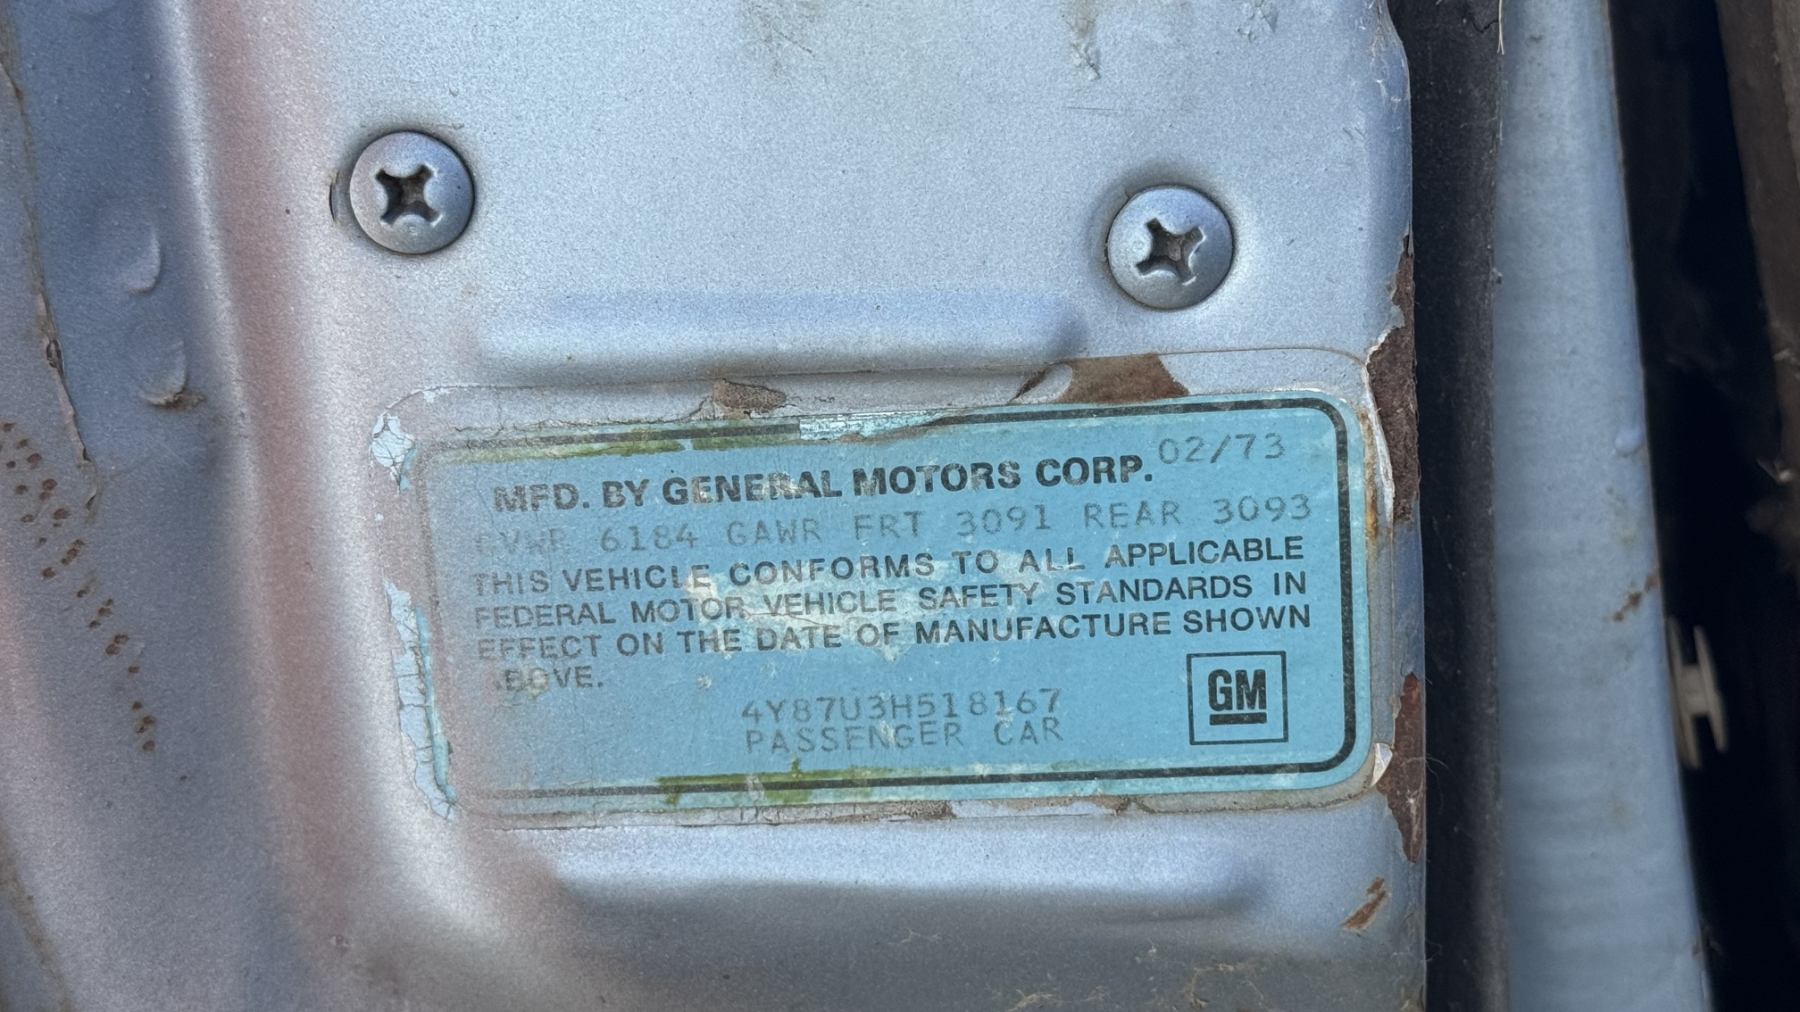 MFD. BY GENERAL MOTORS CORP. 02/73
GVWR 6184 GAWR FRT 3091 REAR 3093
THIS VEHICLE CONFORMS TO ALL APPLICABLE
FEDERAL MOTOR VEHICLE SAFETY STANDARDS IN
EFFECT ON THE DATE OF MANUFACTURE SHOWN
ABOVE.
4Y87U3H518167
PASSENGER CAR
GM